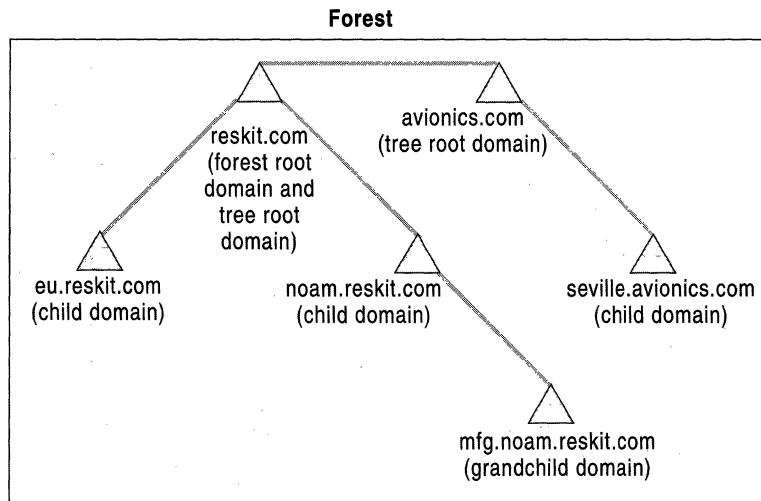 Forest
reskit.com
(forest root
domain and
tree root
domain)
avionics.com
(tree root domain)
eu.reskit.com
(child domain)
noam.reskit.com
(child domain)
seville.avionics.com
(child domain)
mfg.noam.reskit.com
(grandchild domain)